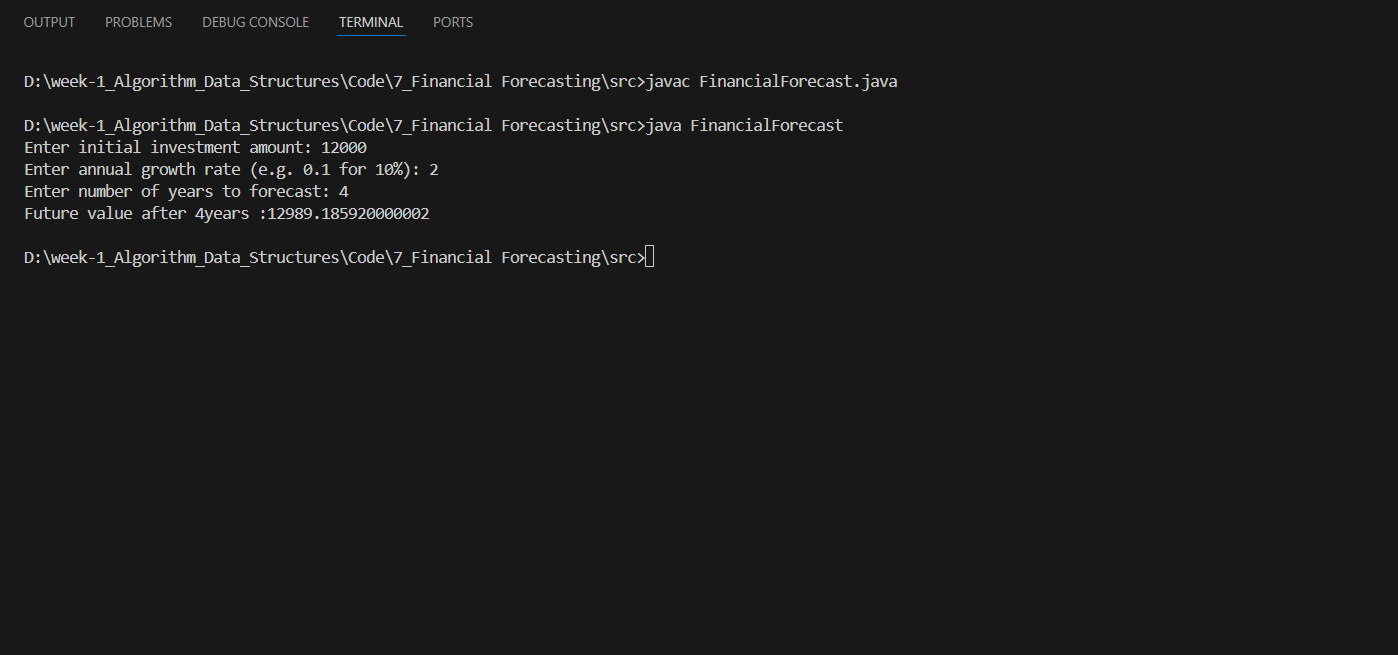 OUTPUT PROBLEMS DEBUG CONSOLE TERMINAL PORTS
D:\week-1_Algorithm_Data_Structures\Code\7_Financial Forecasting\src>javac FinancialForecast.java
D:\week-1_Algorithm_Data_Structures\Code\7_Financial Forecasting\src>java FinancialForecast
Enter initial investment amount: 12000
Enter annual growth rate (e.g. 0.1 for 10%): 2
Enter number of years to forecast: 4
Future value after 4years :12989.185920000002
D:\week-1_Algorithm_Data_Structures\Code\7_Financial Forecasting\src>